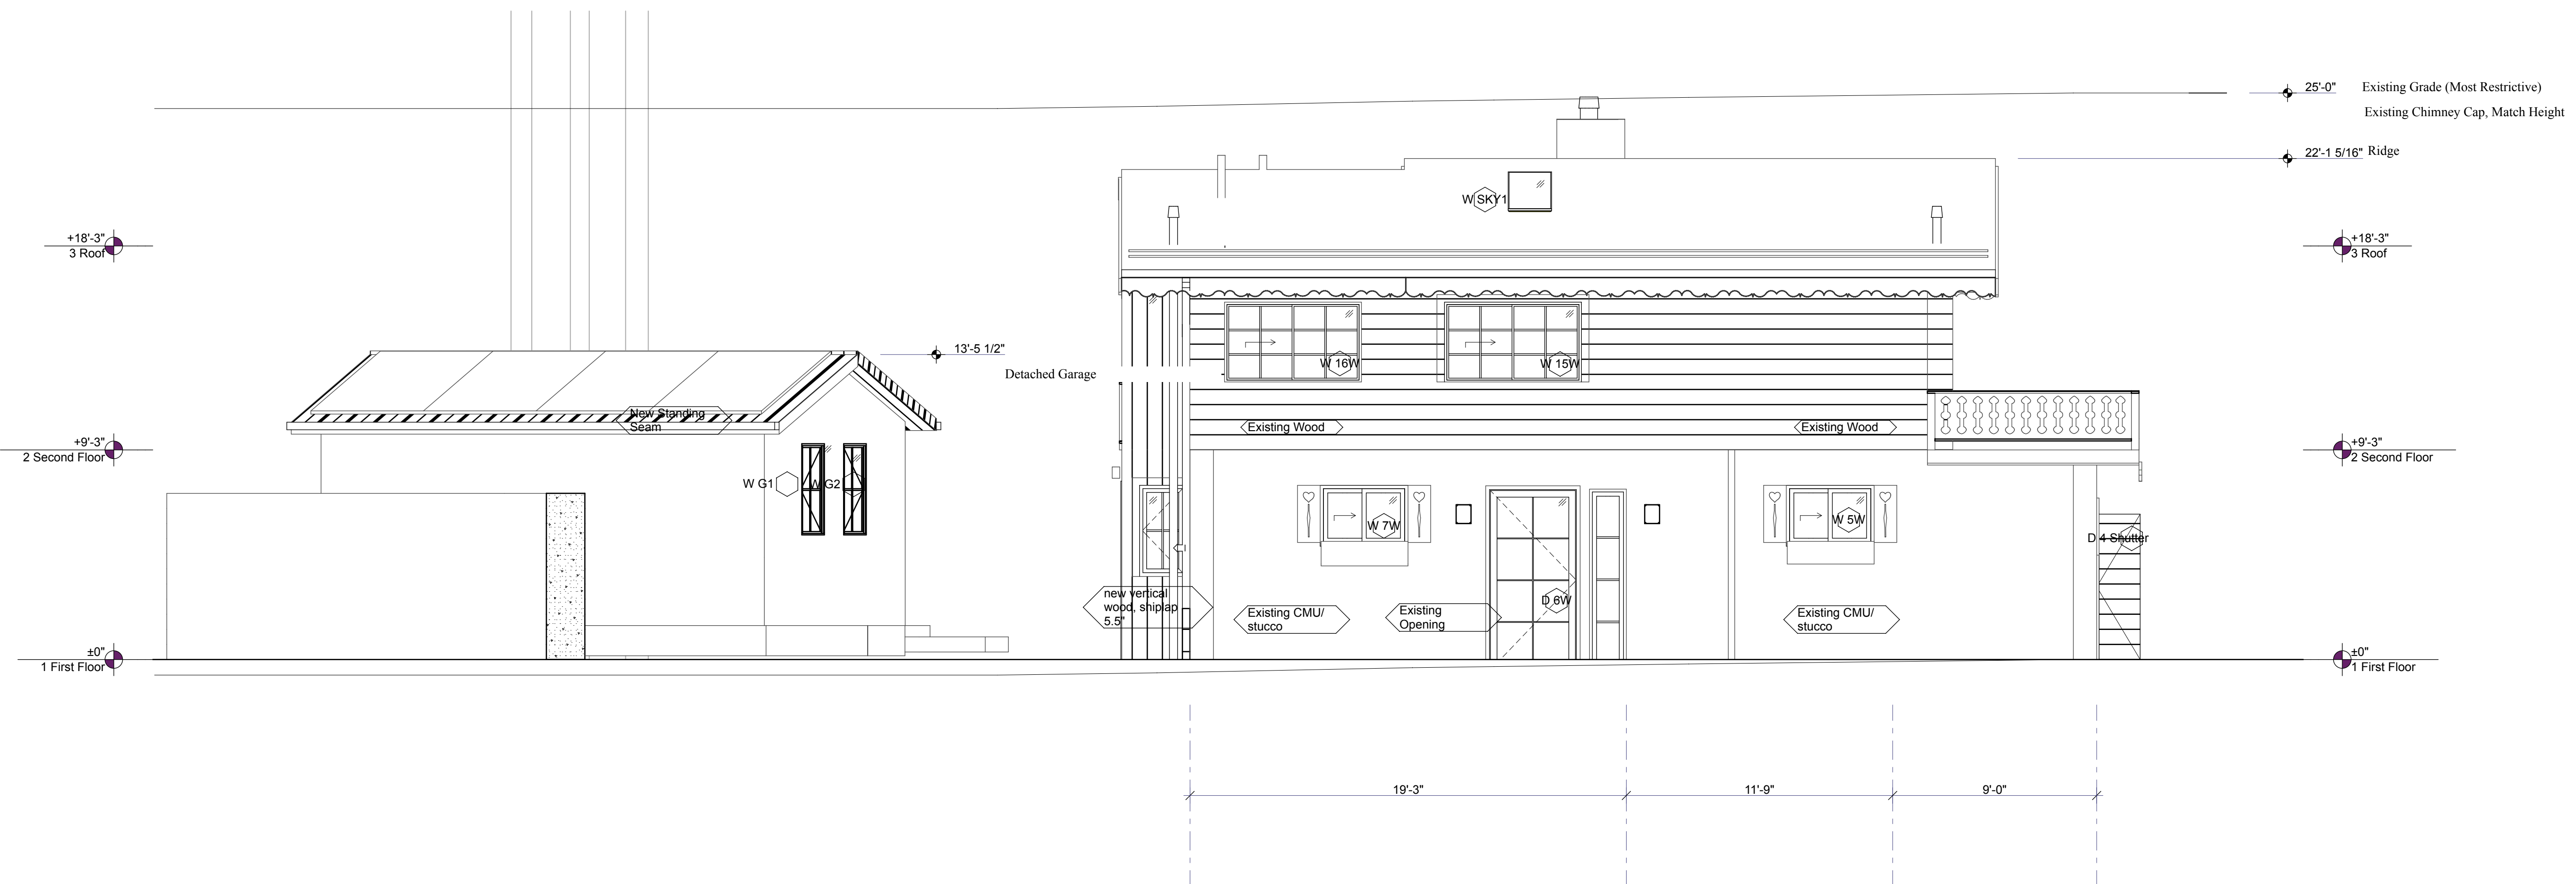 25'-0" Existing Grade (Most Restrictive)
Existing Chimney Cap, Match Height
22'-1 5/16" Ridge
W SKY1
+18'-3"
3 Roof
+18'-3"
3 Roof
13'-5 1/2"
Detached Garage
W 16W
W 15W
New Standing
Seam
Existing Wood
Existing Wood
+9'-3"
2 Second Floor
+9'-3"
2 Second Floor
W G1
W G2
W 7W
W 5W
D 4 Shutter
new vertical
wood, shiplap
5.5"
D 6W
Existing CMU/
stucco
Existing
Opening
Existing CMU/
stucco
±0"
1 First Floor
±0"
1 First Floor
19'-3"
11'-9"
9'-0"